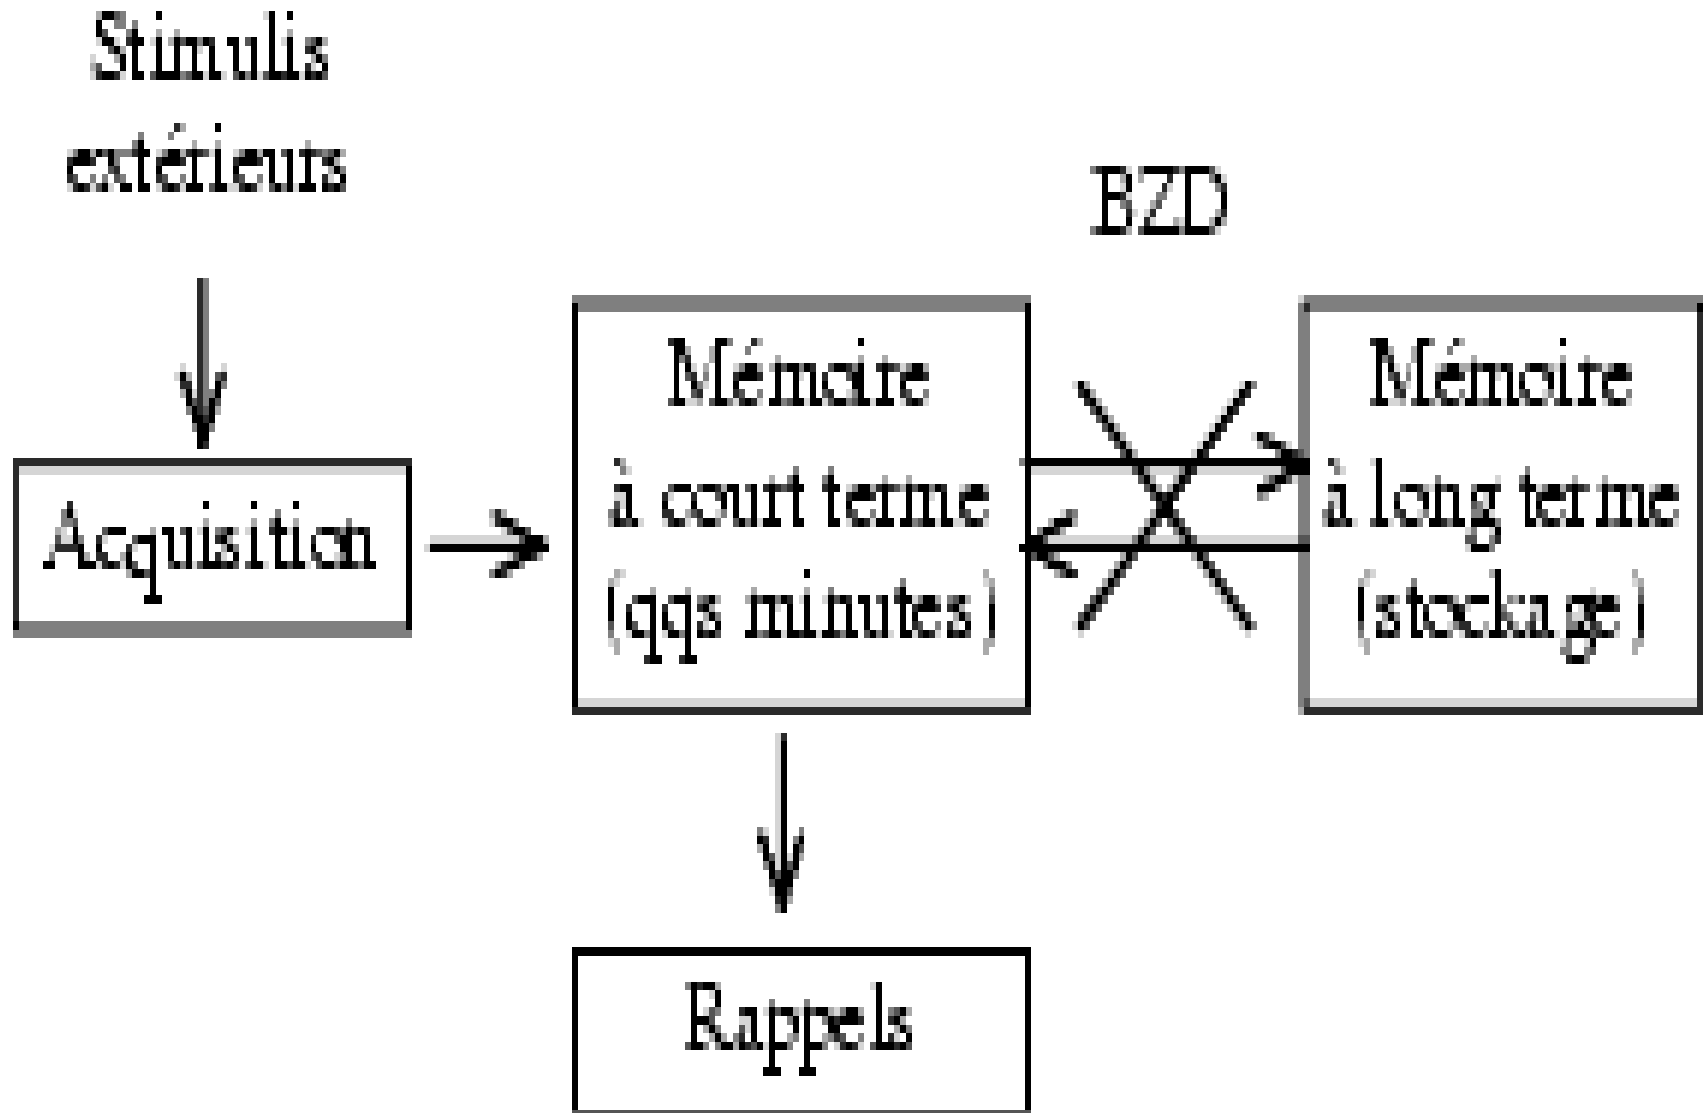 Stimulis
extérieurs
BZD
Acquisition
Mémoire
à court terme
(qqs minutes)
Mémoire
à long terme
(stockage)
Rappels